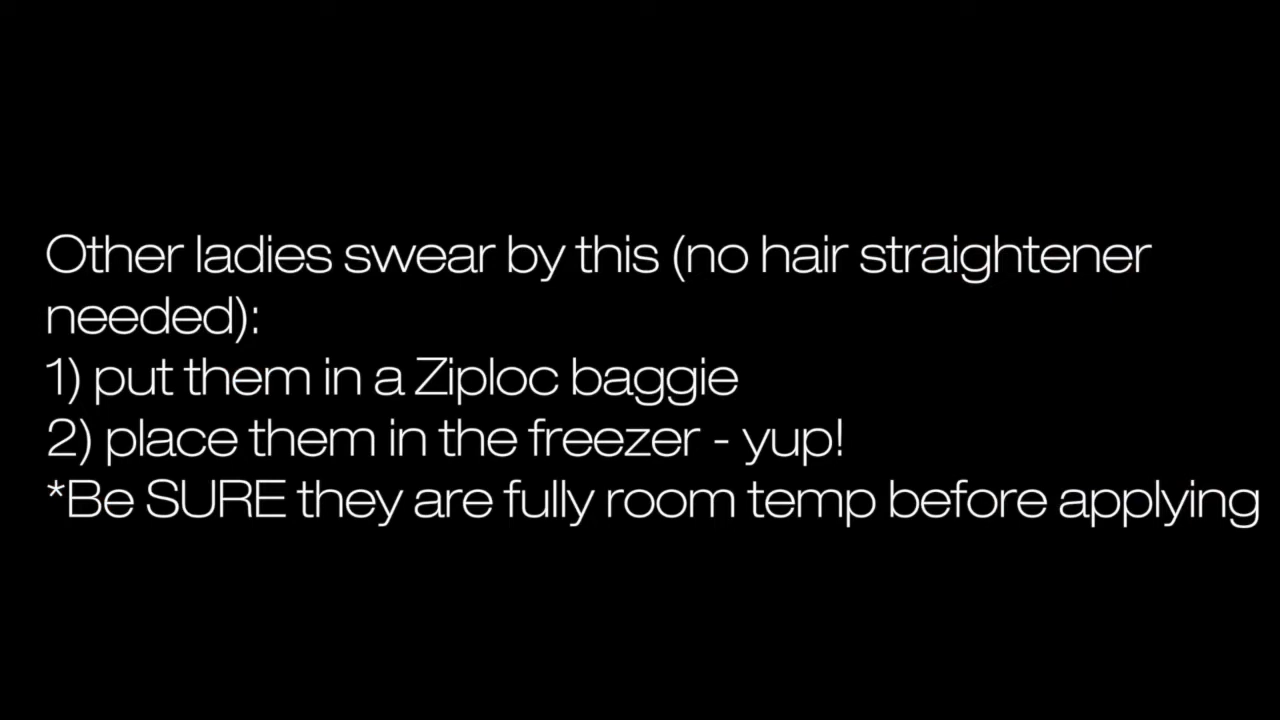 Other ladies swear by this (no hair straightener
needed):
1) put them in a Ziploc baggie
2) place them in the freezer - yup!
*Be SURE they are fully room temp before applying